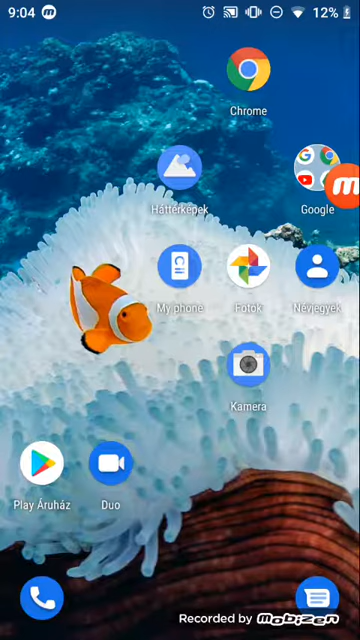 9:04
12%
Chrome
Háttérképek
Google
My phone
Fotók
Névjegyek
Kamera
Play Áruház
Duo
Recorded by Mobizen